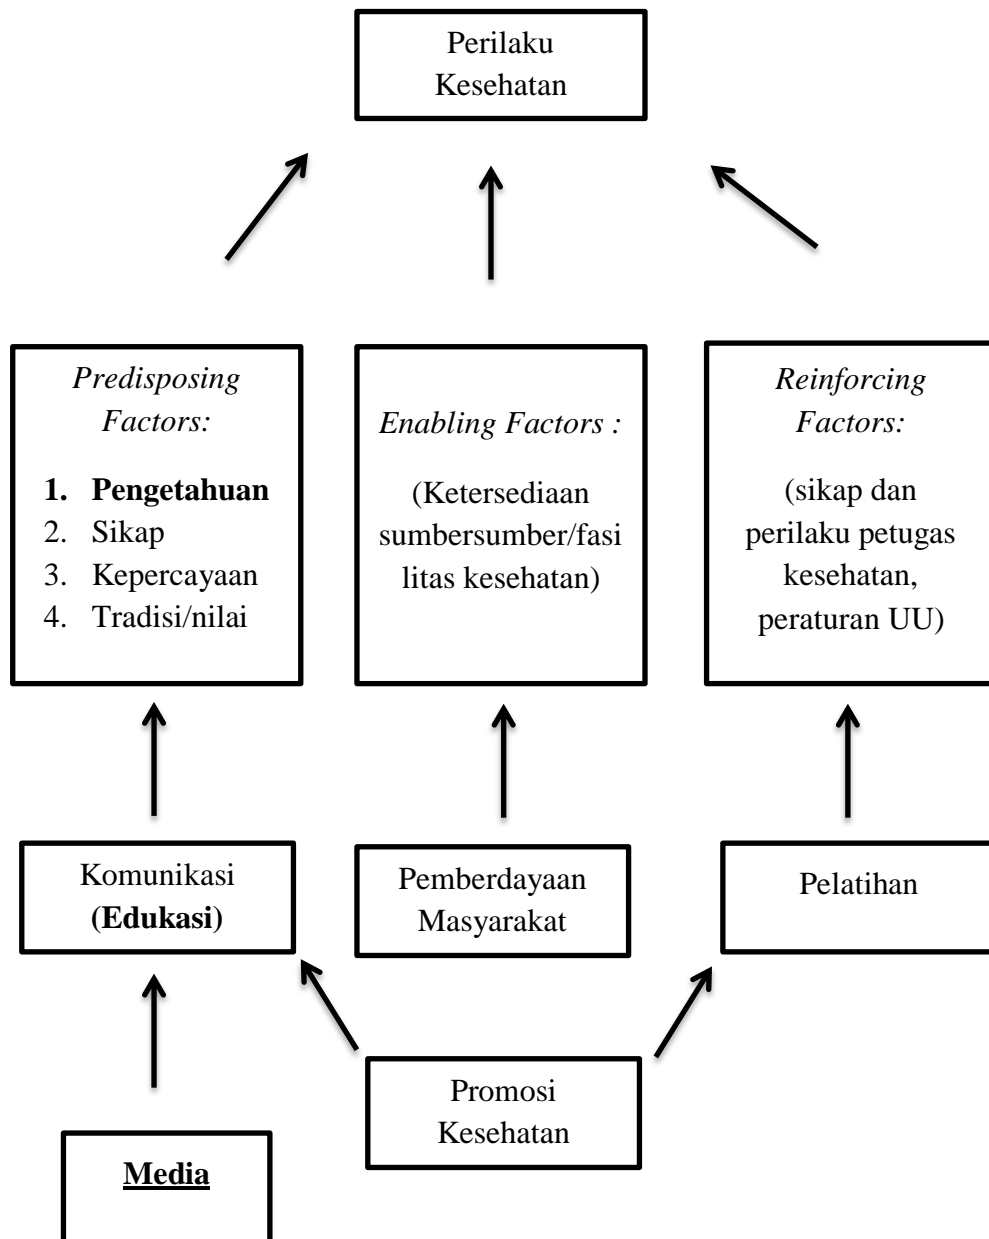 Perilaku
Kesehatan
Predisposing
Factors:
1. Pengetahuan
2. Sikap
3. Kepercayaan
4. Tradisi/nilai
Enabling Factors :
(Ketersediaan
sumbersumber/fasi
litas kesehatan)
Reinforcing
Factors:
(sikap dan
perilaku petugas
kesehatan,
peraturan UU)
Komunikasi
(Edukasi)
Pemberdayaan
Masyarakat
Pelatihan
Promosi
Kesehatan
Media